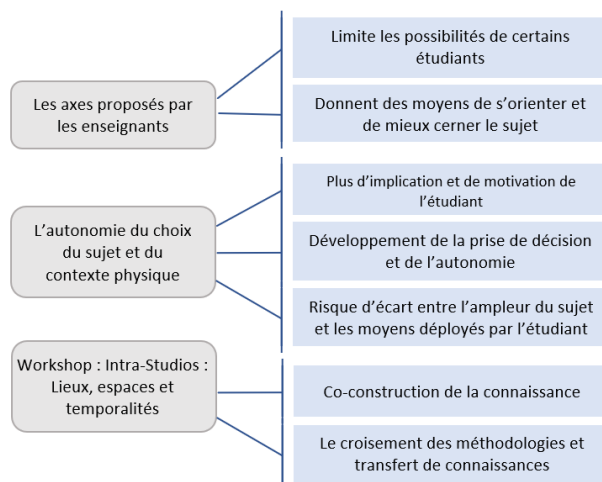 Les axes proposés par
les enseignants
Limite les possibilités de certains
étudiants
Donnent des moyens de s'orienter et
de mieux cerner le sujet
L'autonomie du choix
du sujet et du
contexte physique
Plus d'implication et de motivation de
l'étudiant
Développement de la prise de décision
et de l'autonomie
Risque d'écart entre l'ampleur du sujet
et les moyens déployés par l'étudiant
Workshop : Intra-Studios :
Lieux, espaces et
temporalités
Co-construction de la connaissance
Le croisement des méthodologies et
transfert de connaissances